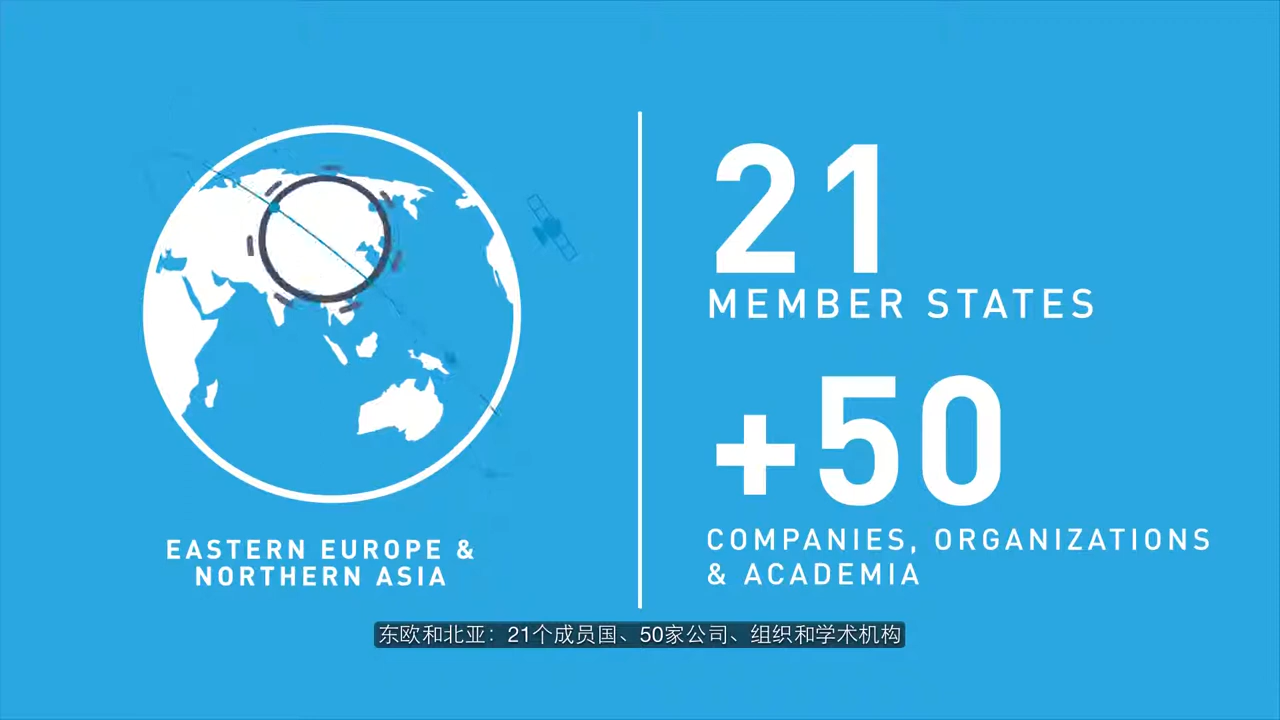 21
MEMBER STATES
+50
COMPANIES, ORGANIZATIONS
& ACADEMIA
EASTERN EUROPE &
NORTHERN ASIA
东欧和北亚：21个成员国、50家公司、组织和学术机构